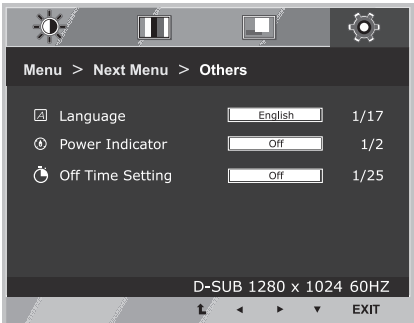 Menu > Next Menu > Others
A Language English 1/17
Power Indicator Off 1/2
Off Time Setting Off 1/25
D-SUB 1280 x 1024 60HZ
EXIT